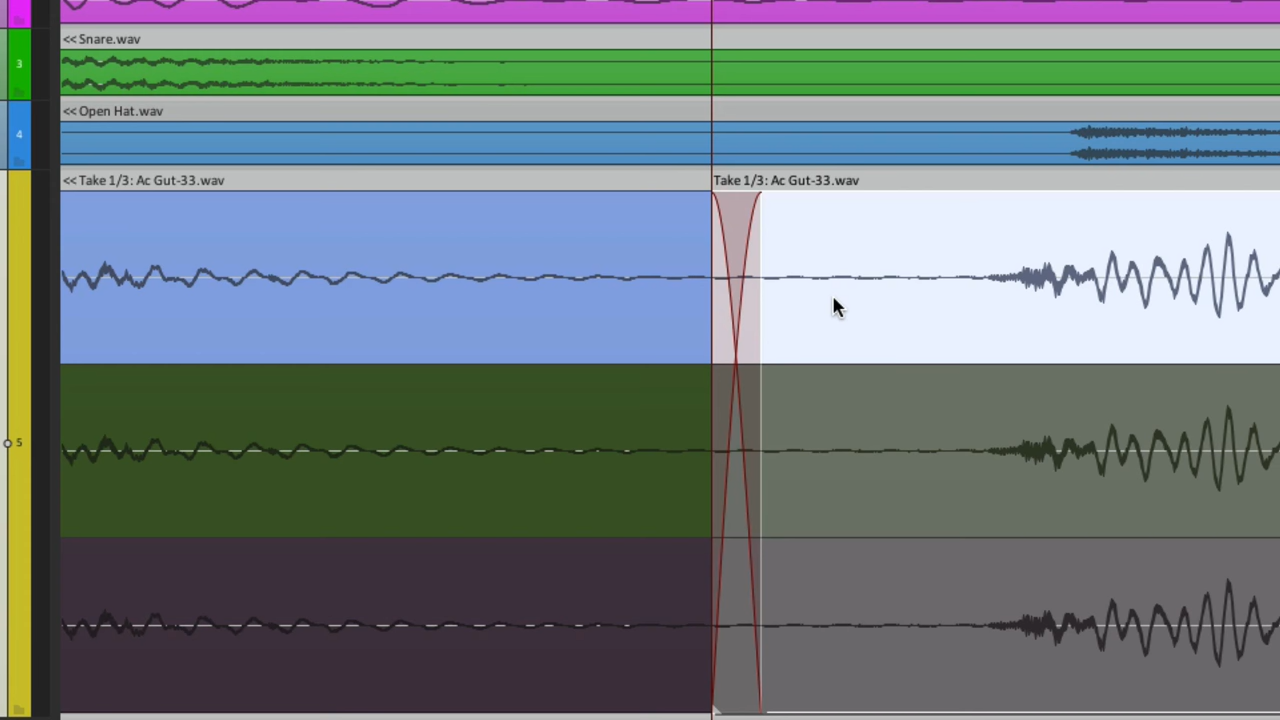 << Snare.wav
3
<< Open Hat.wav
4
<< Take 1/3: Ac Gut-33.wav
Take 1/3: Ac Gut-33.wav
5